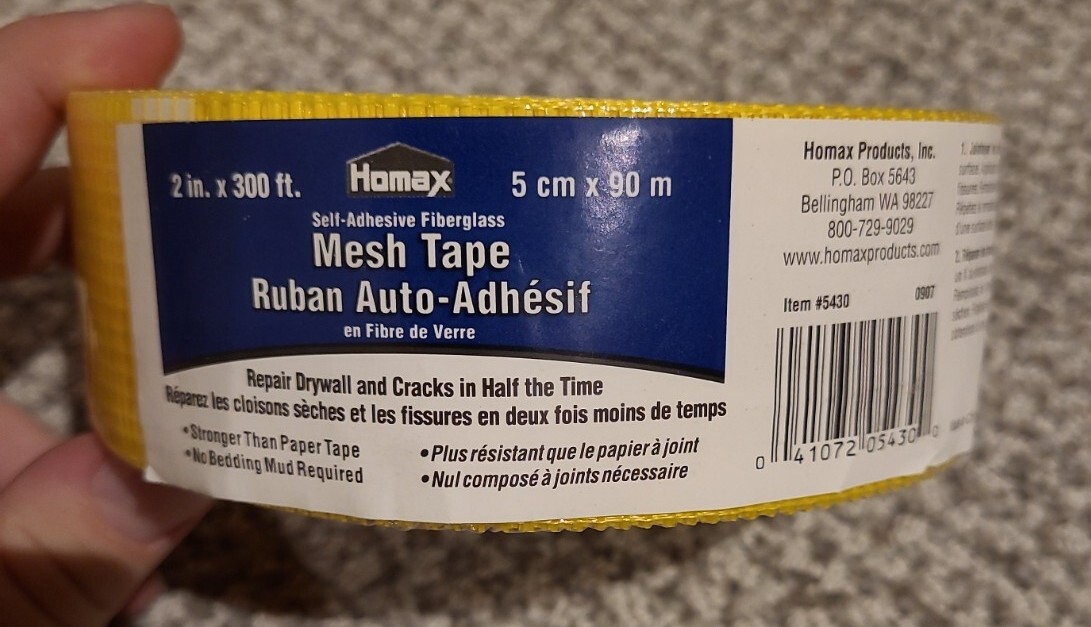 2 in. x 300 ft.
Homax
5 cm x 90 m
Self-Adhesive Fiberglass
Mesh Tape
Ruban Auto-Adhésif
en Fibre de Verre
Repair Drywall and Cracks in Half the Time
Réparez les cloisons sèches et les fissures en deux fois moins de temps
•Stronger Than Paper Tape
•No Bedding Mud Required
•Plus résistant que le papier à joint
•Nul composé à joints nécessaire
Homax Products, Inc.
P.O. Box 5643
Bellingham WA 98227
800-729-9029
www.homaxproducts.com
Item #5430
0907
0 41072 05430 0